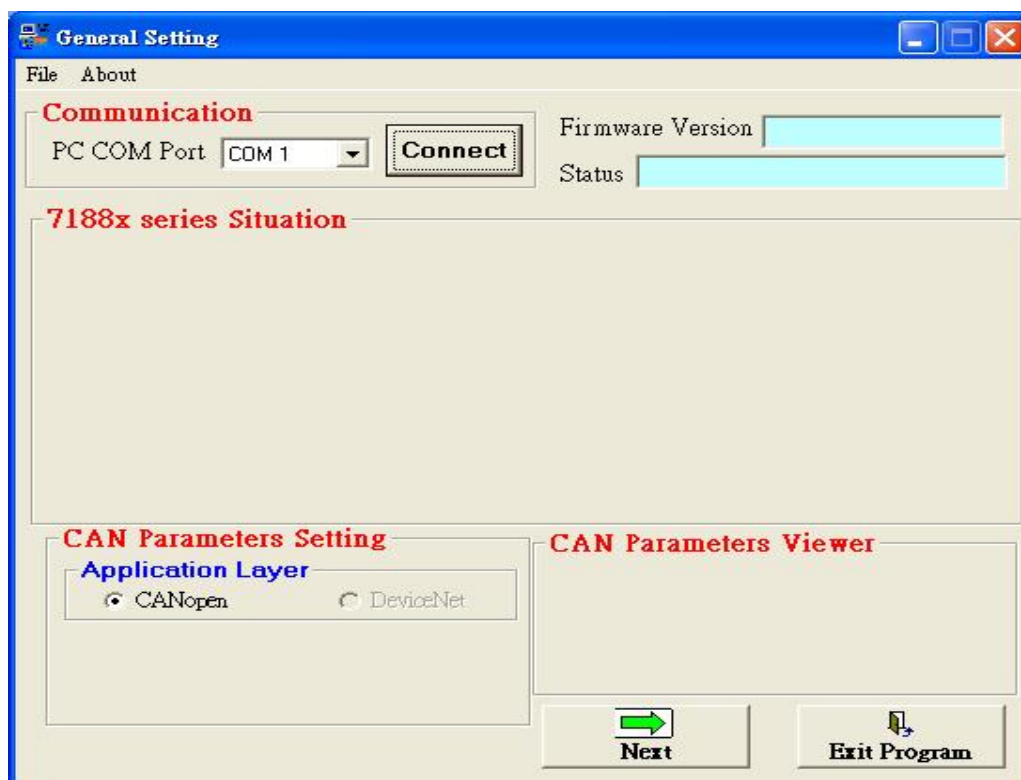 General Setting
File About
Communication
PC COM Port COM 1 Connect
Firmware Version
Status
7188x series Situation
CAN Parameters Setting
Application Layer
CANopen DeviceNet
CAN Parameters Viewer
Next
Exit Program